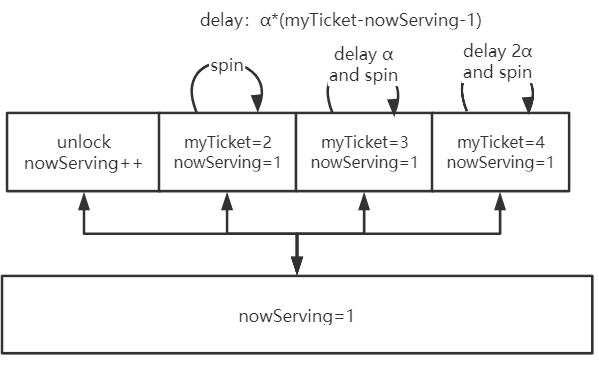 delay: α*(myTicket-nowServing-1)
spin
delay α
and spin
delay 2α
and spin
unlock
nowServing++
myTicket=2
nowServing=1
myTicket=3
nowServing=1
myTicket=4
nowServing=1
nowServing=1